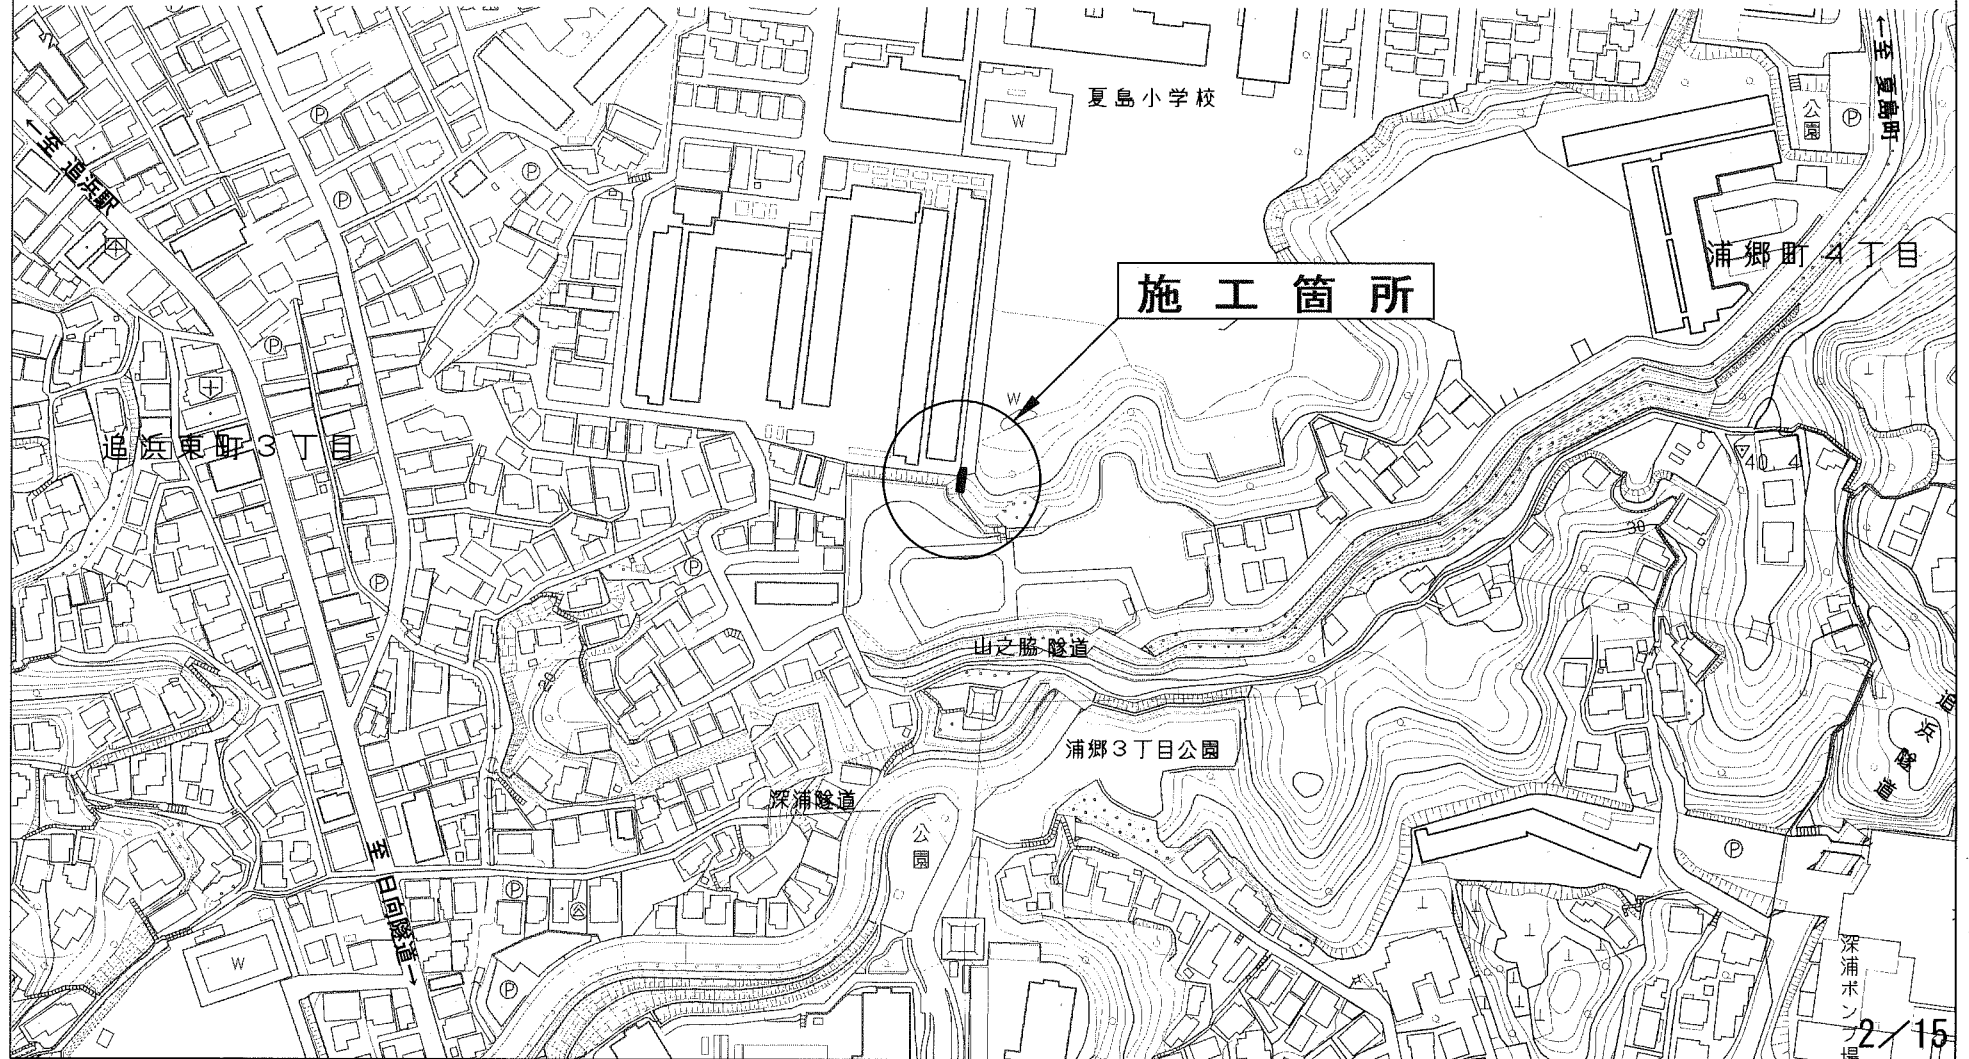 夏島小学校
W
公園
Ⓟ
←至 夏島町
←至 追浜駅
Ⓟ
Ⓟ
Ⓟ
浦郷町4丁目
施工箇所
Ⓟ
W
追浜東町3丁目
40.4
30
Ⓟ
Ⓟ
山之脇隧道
20
追浜隧道
浦郷3丁目公園
深浦隧道
公園
至 日向隧道→
Ⓟ
Ⓟ
W
Ⓟ
深浦ポンプ場
2/15